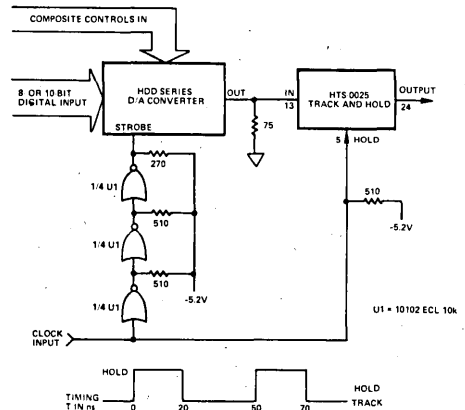 COMPOSITE CONTROLS IN
8 OR 10 BIT
DIGITAL INPUT
HDD SERIES
D/A CONVERTER
STROBE
OUT
75
IN
13
HTS 0025
TRACK AND HOLD
OUTPUT
24
5
HOLD
270
1/4 U1
510
1/4 U1
510
1/4 U1
-5.2V
510
-5.2V
U1 = 10102 ECL 10k
CLOCK
INPUT
HOLD
HOLD
TIMING
T IN ns
0
20
50
70
TRACK